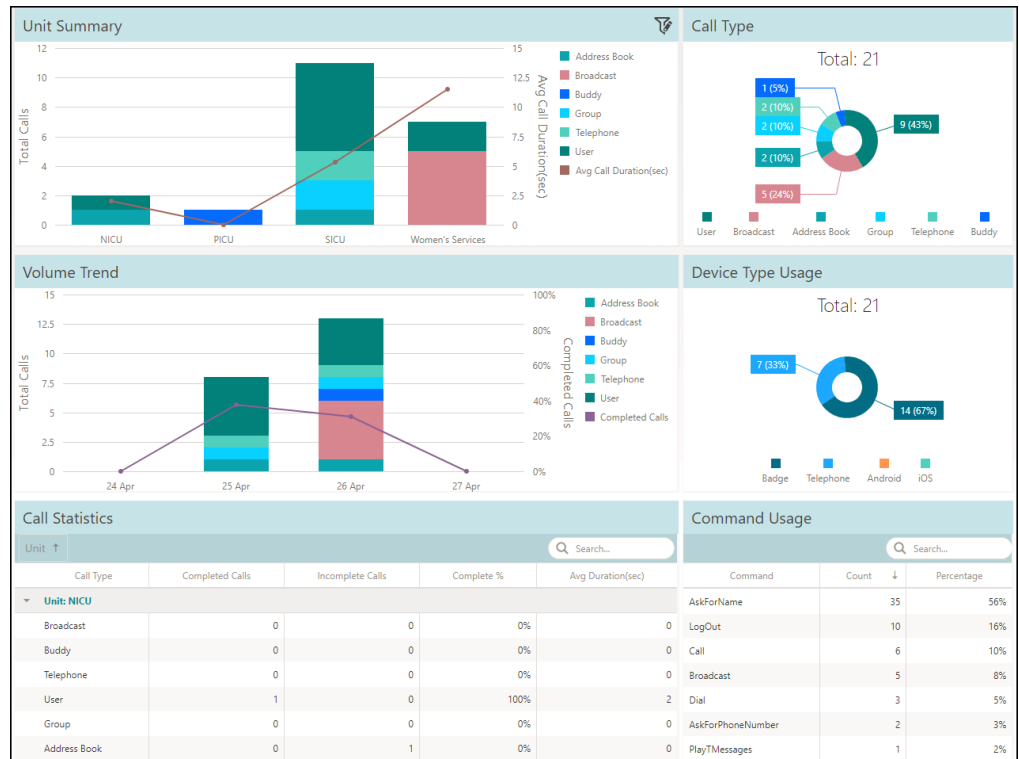 Unit Summary
12
10
8
6
4
2
0
Total Calls
15
12.5
10
7.5
5
2.5
0
Avg Call Duration(sec)
NICU
PICU
SICU
Women's Services
Address Book
Broadcast
Buddy
Group
Telephone
User
Avg Call Duration(sec)
Call Type
Total: 21
1 (5%)
2 (10%)
2 (10%)
2 (10%)
5 (24%)
9 (43%)
User Broadcast Address Book Group Telephone Buddy
Volume Trend
15
12.5
10
7.5
5
2.5
0
Total Calls
100%
80%
60%
40%
20%
0%
Completed Calls
24 Apr
25 Apr
26 Apr
27 Apr
Address Book
Broadcast
Buddy
Group
Telephone
User
Completed Calls
Device Type Usage
Total: 21
7 (33%)
14 (67%)
Badge Telephone Android iOS
Call Statistics
Unit ↑
Search...
Call Type Completed Calls Incomplete Calls Complete % Avg Duration(sec)
Unit: NICU
Broadcast 0 0 0% 0
Buddy 0 0 0% 0
Telephone 0 0 0% 0
User 1 0 100% 2
Group 0 0 0% 0
Address Book 0 1 0% 0
Command Usage
Search...
Command Count ↓ Percentage
AskForName 35 56%
LogOut 10 16%
Call 6 10%
Broadcast 5 8%
Dial 3 5%
AskForPhoneNumber 2 3%
PlayTMessages 1 2%